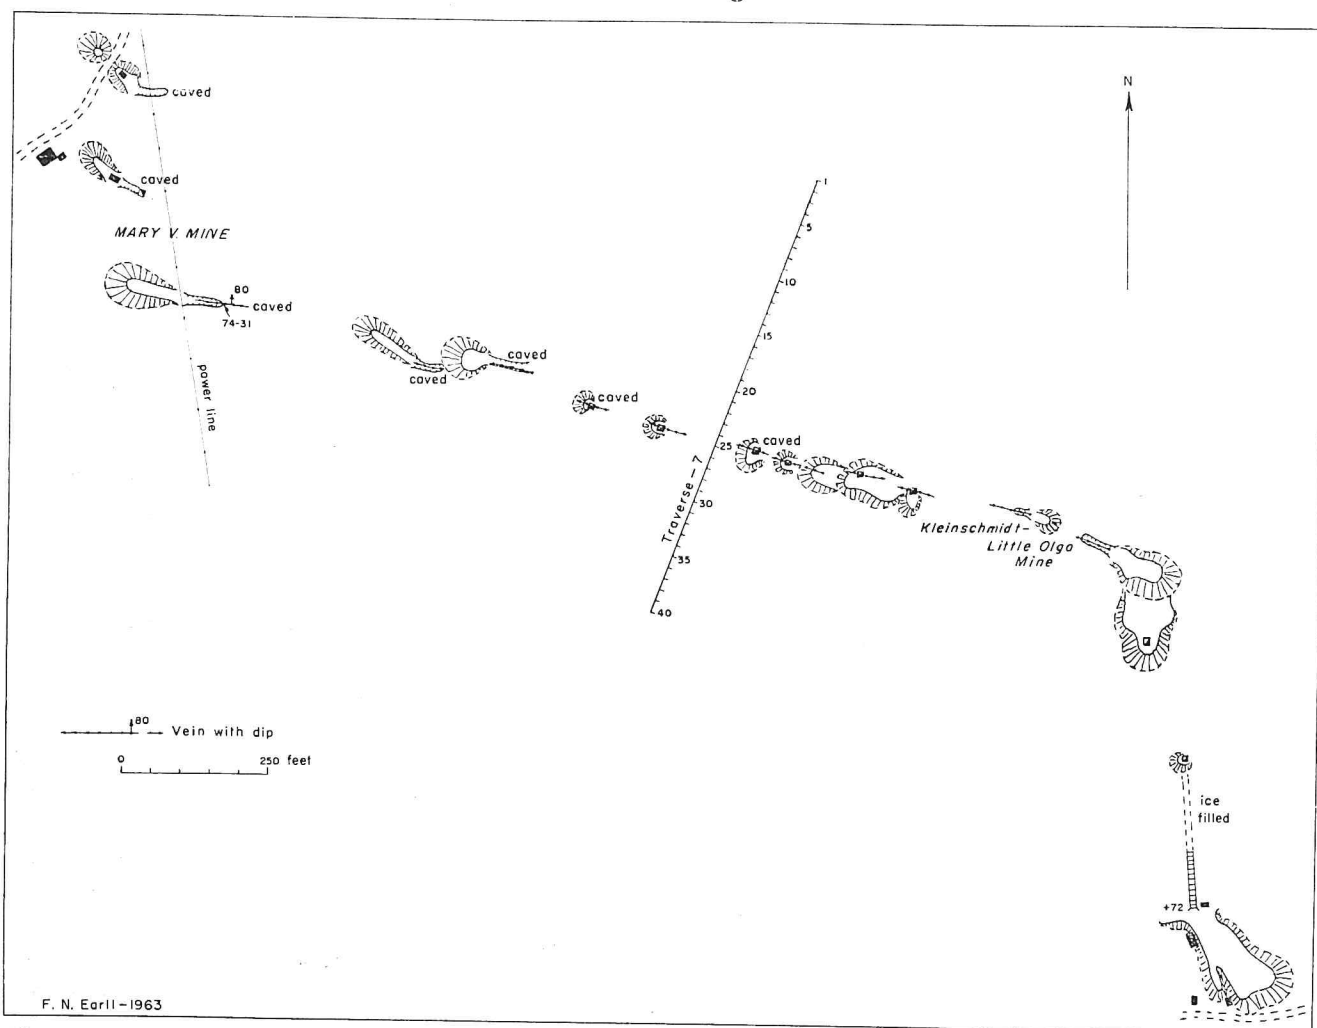 caved
N
1
caved
5
MARY V. MINE
10
80
caved
74-31
15
caved
caved
20
power line
caved
25
caved
Traverse - 7
30
Kleinschmidt-
Little Olga
Mine
35
40
80
Vein with dip
0
250 feet
ice
filled
+72
F. N. Earll - 1963